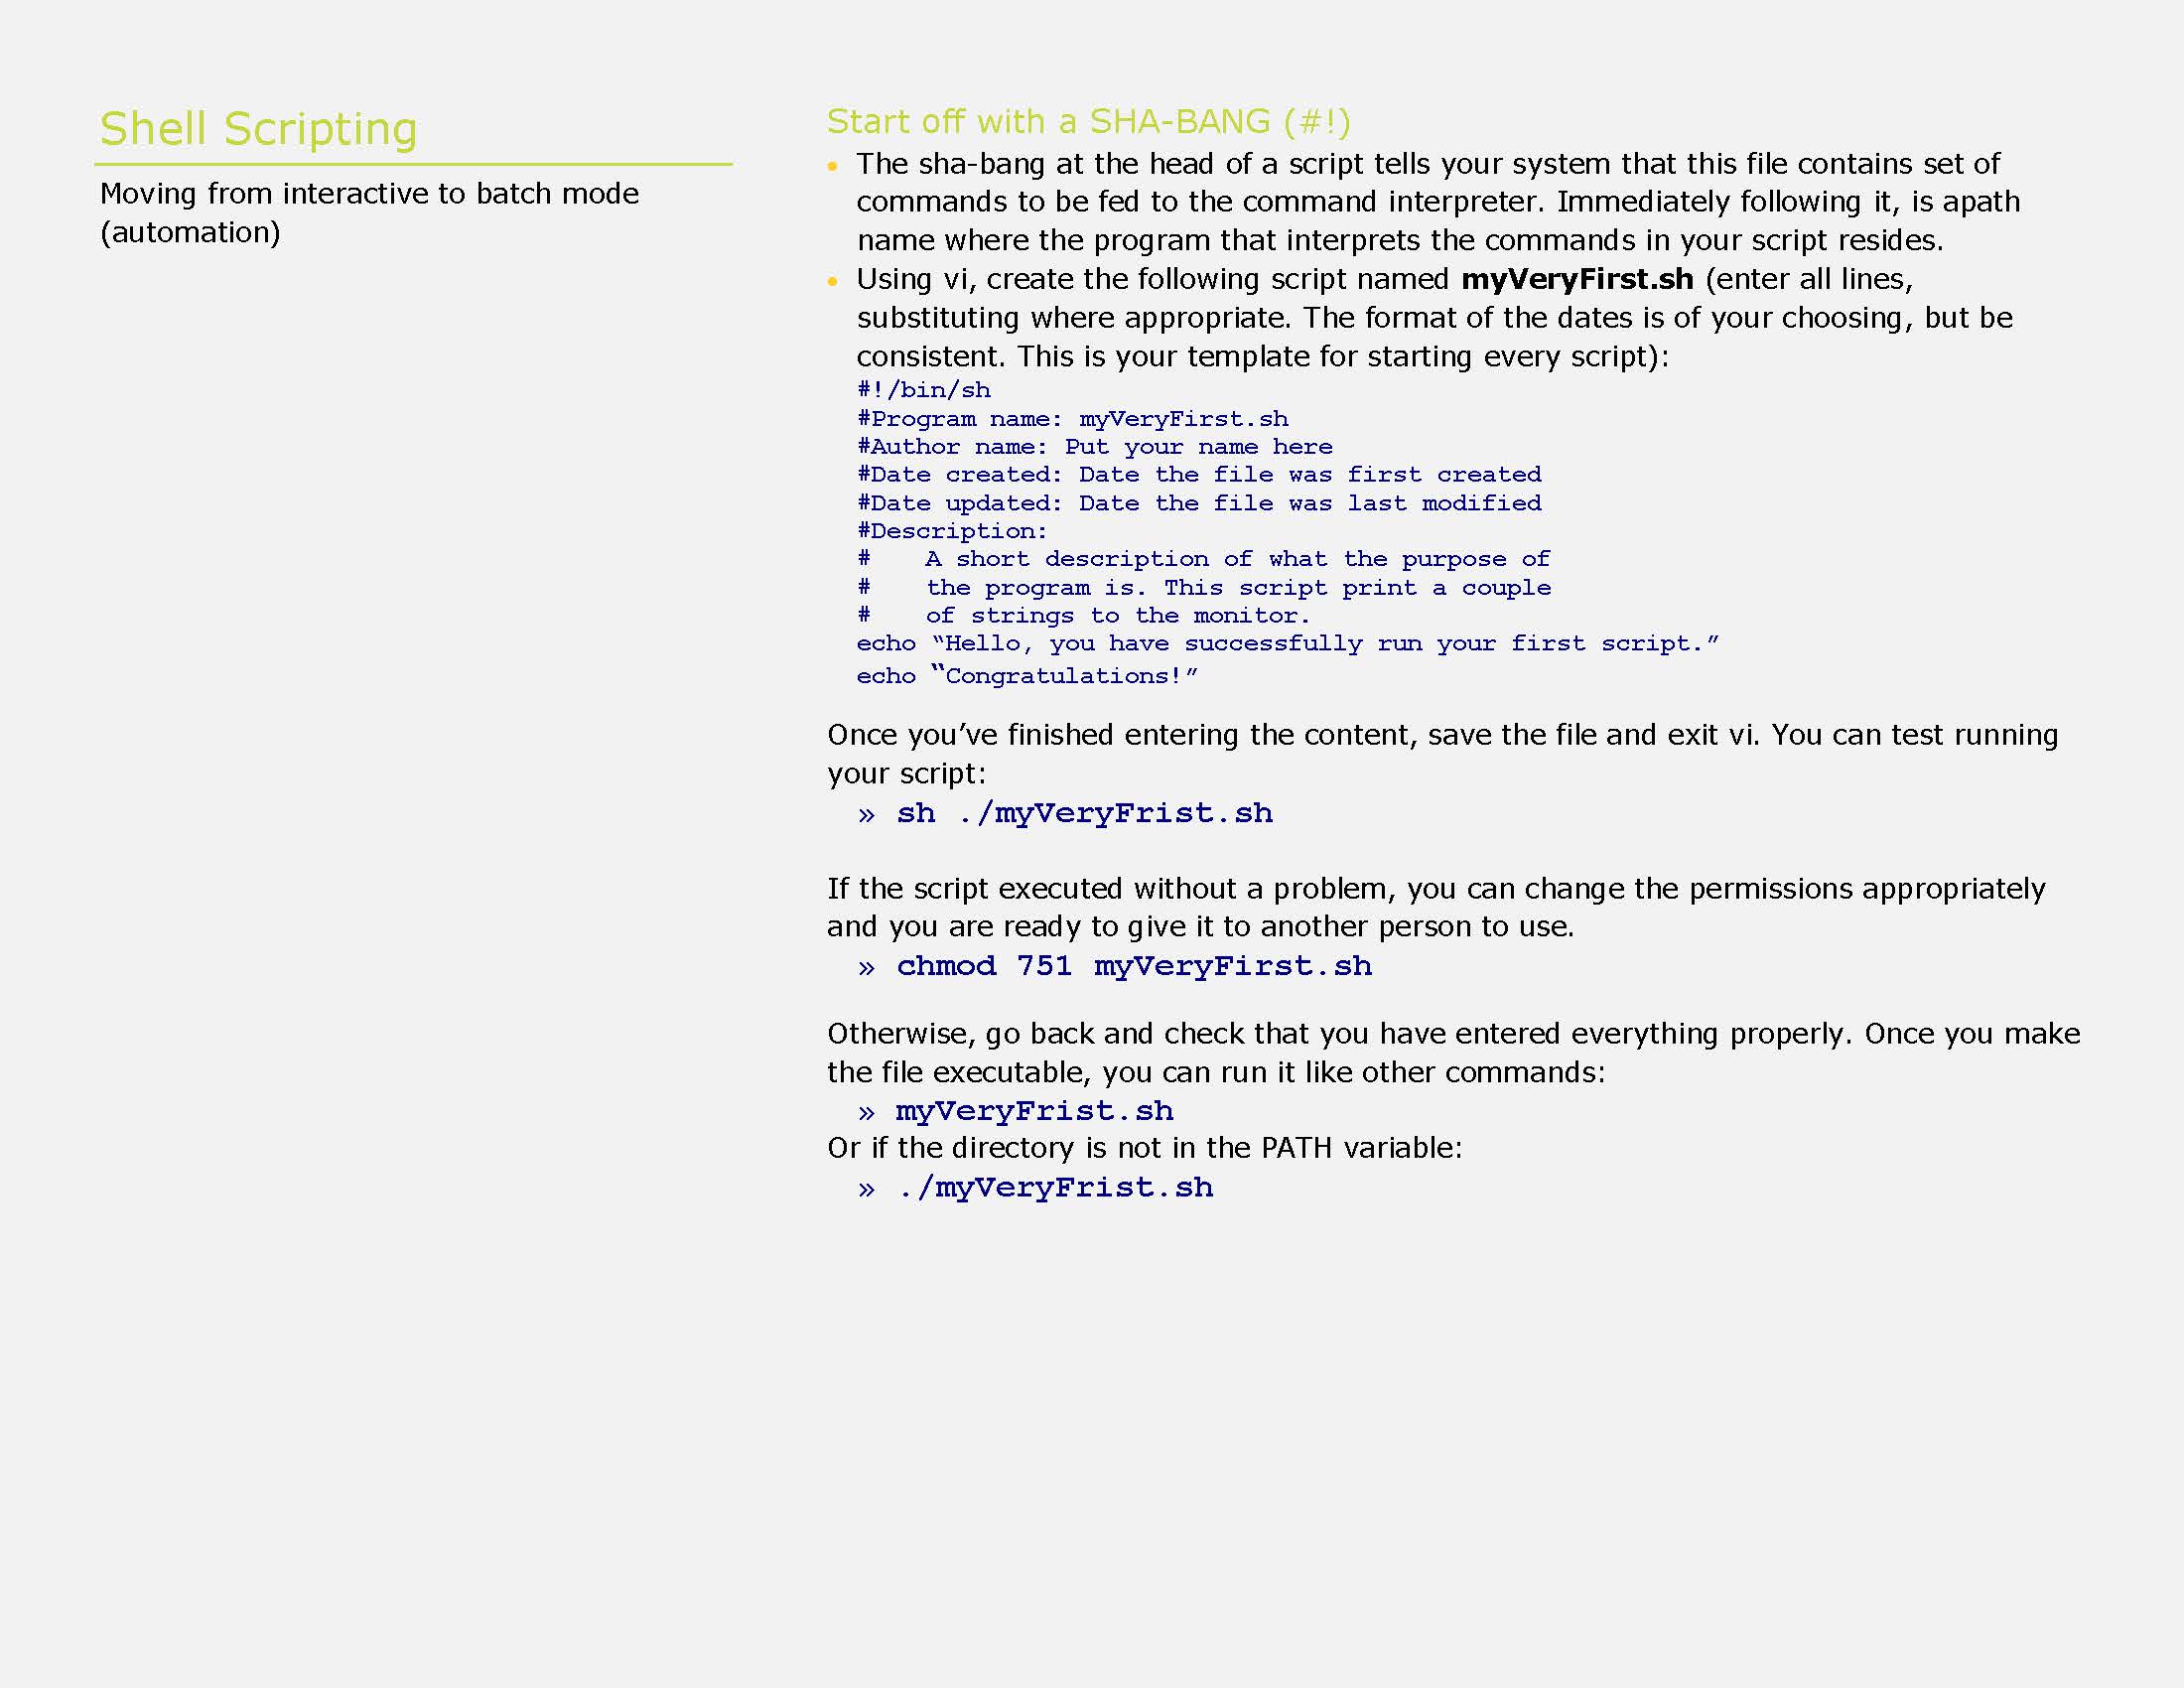 Shell Scripting
Moving from interactive to batch mode
(automation)
Start off with a SHA-BANG (#!)
• The sha-bang at the head of a script tells your system that this file contains set of
commands to be fed to the command interpreter. Immediately following it, is apath
name where the program that interprets the commands in your script resides.
• Using vi, create the following script named myVeryFirst.sh (enter all lines,
substituting where appropriate. The format of the dates is of your choosing, but be
consistent. This is your template for starting every script):
#!/bin/sh
#Program name: myVeryFirst.sh
#Author name: Put your name here
#Date created: Date the file was first created
#Date updated: Date the file was last modified
#Description:
#    A short description of what the purpose of
#    the program is. This script print a couple
#    of strings to the monitor.
echo “Hello, you have successfully run your first script.”
echo “Congratulations!”
Once you’ve finished entering the content, save the file and exit vi. You can test running
your script:
» sh ./myVeryFrist.sh
If the script executed without a problem, you can change the permissions appropriately
and you are ready to give it to another person to use.
» chmod 751 myVeryFirst.sh
Otherwise, go back and check that you have entered everything properly. Once you make
the file executable, you can run it like other commands:
» myVeryFrist.sh
Or if the directory is not in the PATH variable:
» ./myVeryFrist.sh